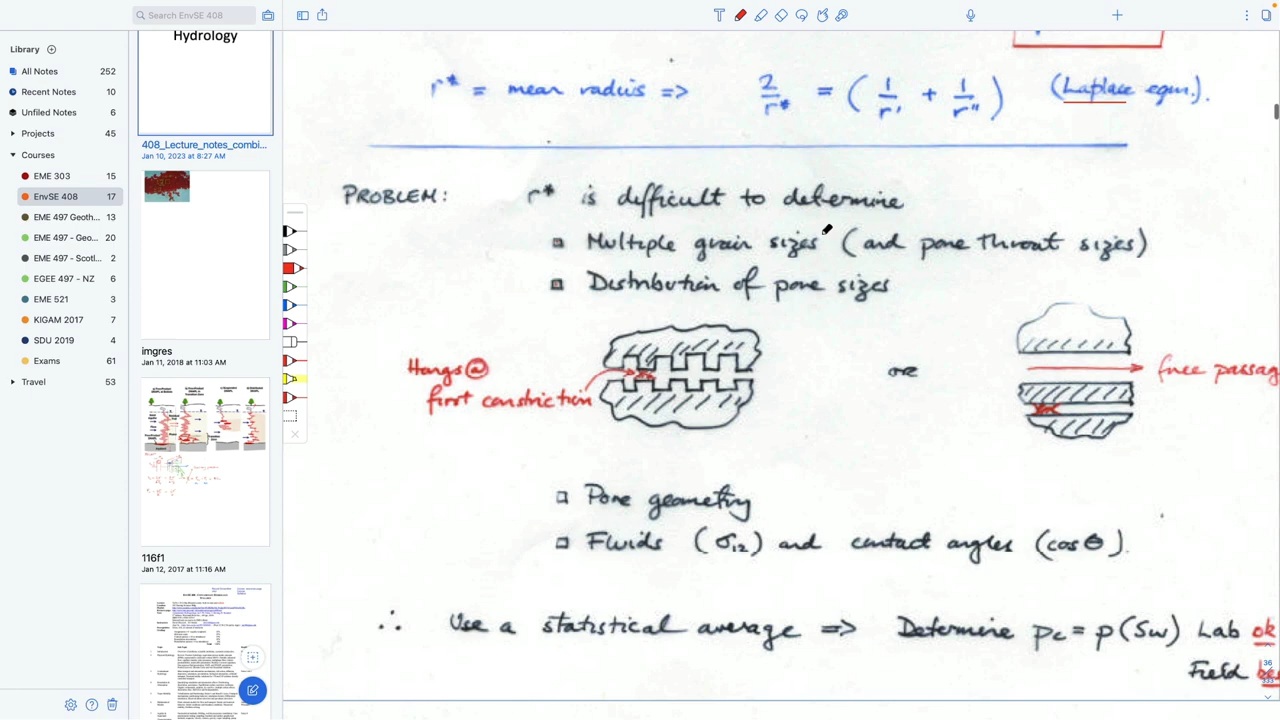 Search EnvSE 408
Library
All Notes 252
Recent Notes 10
Unfiled Notes 6
Projects 45
Courses
EME 303 15
EnvSE 408 17
EME 497 Geoth... 13
EME 497 - Geo... 20
EME 497 - Scotl... 2
EGEE 497 - NZ 6
EME 521 3
KIGAM 2017 7
SDU 2019 4
Exams 61
Travel 53
Hydrology
408_Lecture_notes_combi...
Jan 10, 2023 at 8:27 AM
imgres
Jan 11, 2018 at 11:03 AM
116f1
Jan 12, 2017 at 11:16 AM
r* = mean radius => 2/r* = (1/r' + 1/r") (Laplace eqn.).
PROBLEM: r* is difficult to determine
Multiple grain sizes (and pore throat sizes)
Distribution of pore sizes
Hangs @
first constriction
or
free passag
Pore geometry
Fluids (σ12) and contact angles (cos θ).
∴ Use a statistical average => Determine pc = p(Sw) Lab ok
Field be
36
333